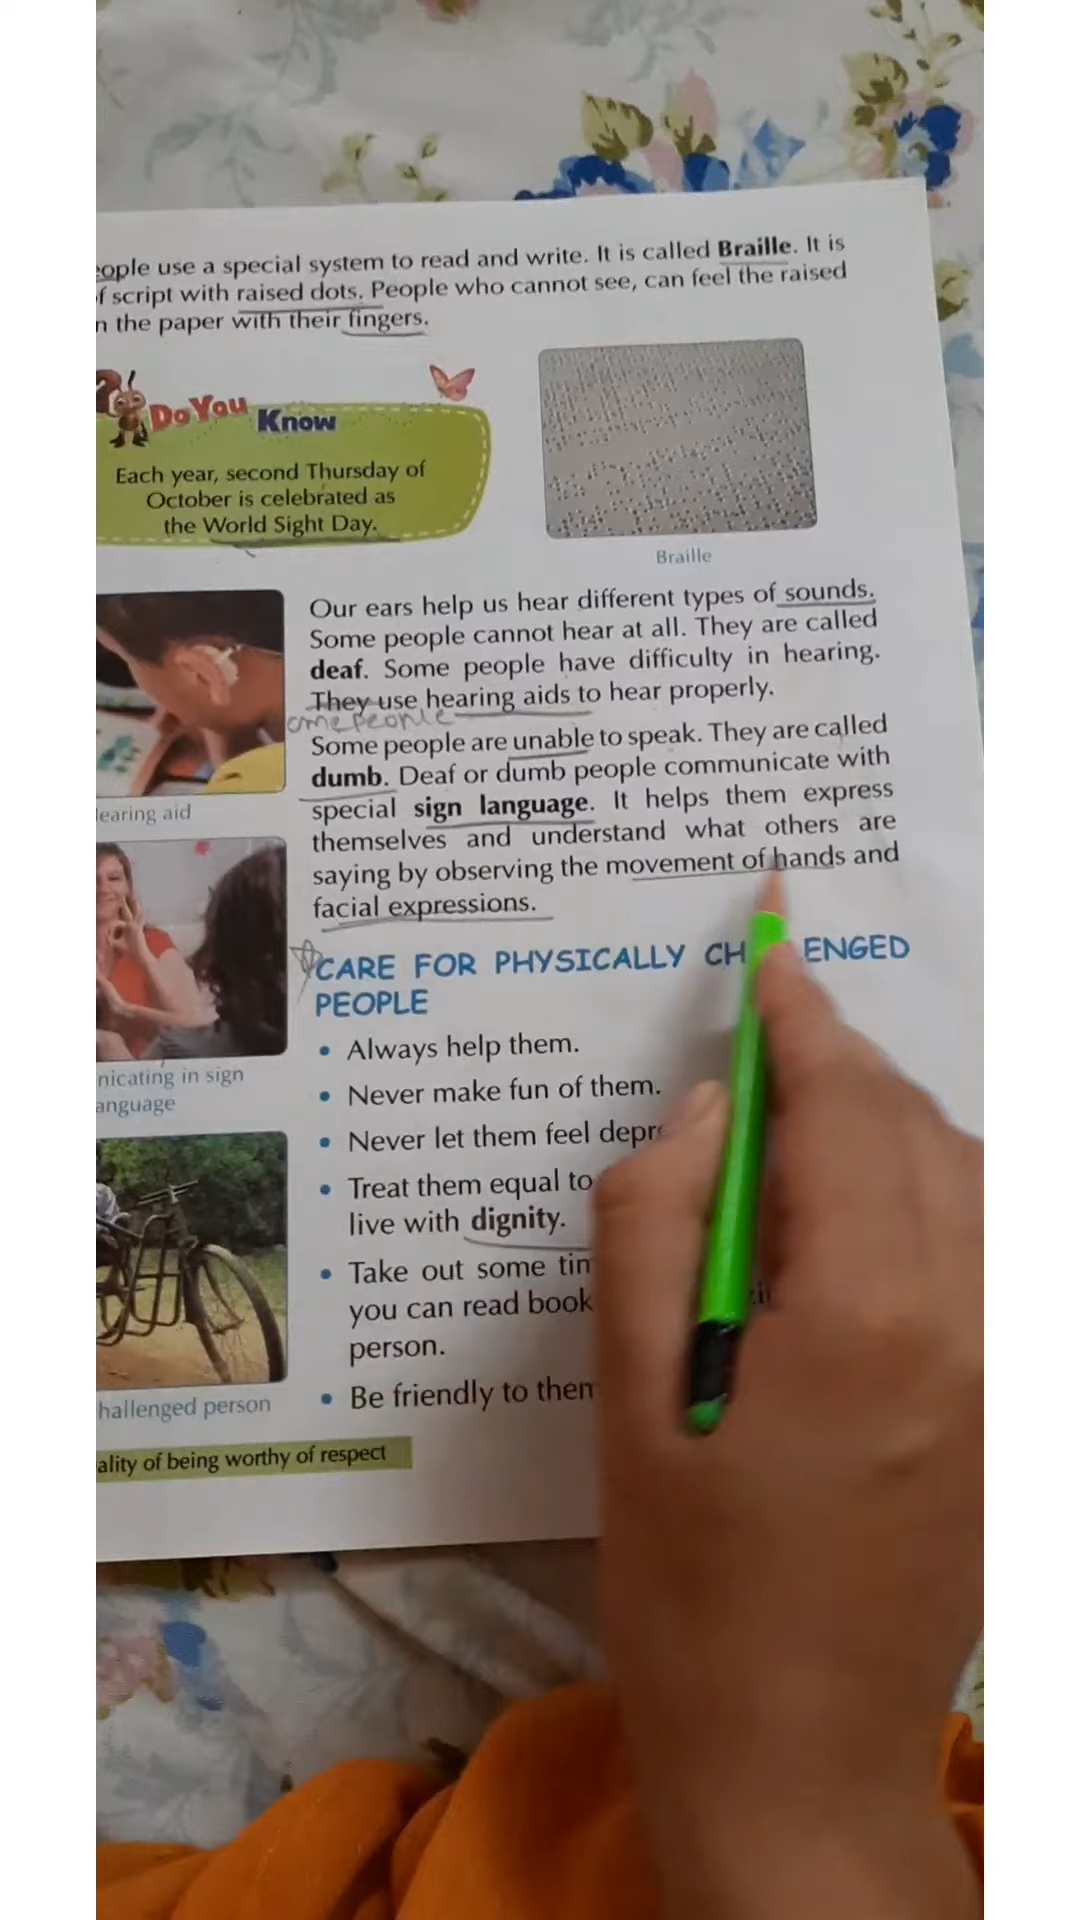 ople use a special system to read and write. It is called Braille. It is
f script with raised dots. People who cannot see, can feel the raised
n the paper with their fingers.
Do You Know
Each year, second Thursday of
October is celebrated as
the World Sight Day.
Braille
Our ears help us hear different types of sounds.
Some people cannot hear at all. They are called
deaf. Some people have difficulty in hearing.
They use hearing aids to hear properly.
ome people
Some people are unable to speak. They are called
dumb. Deaf or dumb people communicate with
special sign language. It helps them express
themselves and understand what others are
saying by observing the movement of hands and
facial expressions.
earing aid
nicating in sign
anguage
CARE FOR PHYSICALLY CH ENGED
PEOPLE
• Always help them.
• Never make fun of them.
• Never let them feel depr
• Treat them equal to
live with dignity.
• Take out some tim
you can read book
person.
• Be friendly to them
hallenged person
ality of being worthy of respect